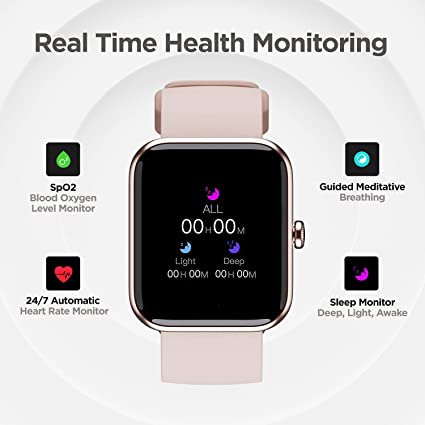 Real Time Health Monitoring
SpO2
Blood Oxygen
Level Monitor
24/7 Automatic
Heart Rate Monitor
ALL
00H00M
Light
Deep
00H00M
00H00M
Guided Meditative
Breathing
Sleep Monitor
Deep, Light, Awake